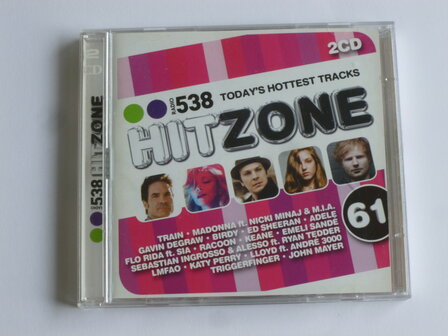 2CD
RADIO 538 TODAY'S HOTTEST TRACKS
HITZONE
61
TRAIN • MADONNA ft. NICKI MINAJ & M.I.A.
GAVIN DEGRAW • BIRDY • ED SHEERAN • ADELE
FLO RIDA ft. SIA • RACOON • KEANE • EMELI SANDE
SEBASTIAN INGROSSO & ALESSO ft. RYAN TEDDER
LMFAO • KATY PERRY • LLOYD ft. ANDRÉ 3000
TRIGGERFINGER • JOHN MAYER
538 HITZONE